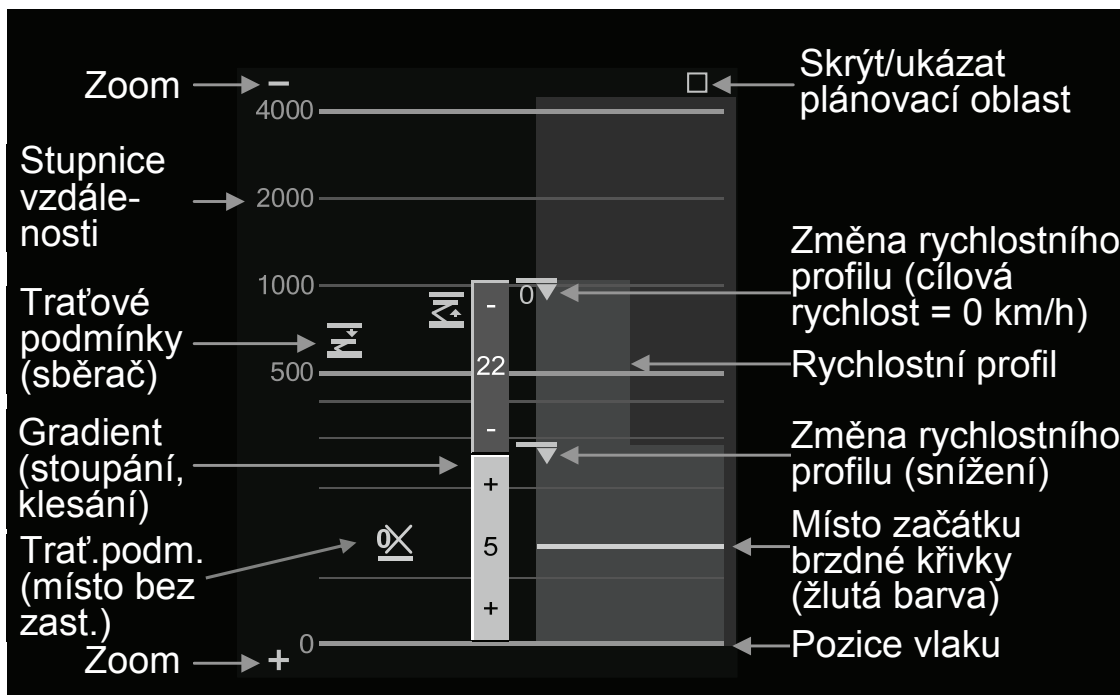 Zoom
Stupnice
vzdále-
nosti
Traťové
podmínky
(sběrač)
Gradient
(stoupání,
klesání)
Trať.podm.
(místo bez
zast.)
Zoom
−
4000
2000
1000
500
0
+
-
22
-
+
5
+
0
0
Skrýt/ukázat
plánovací oblast
Změna rychlostního
profilu (cílová
rychlost = 0 km/h)
Rychlostní profil
Změna rychlostního
profilu (snížení)
Místo začátku
brzdné křivky
(žlutá barva)
Pozice vlaku